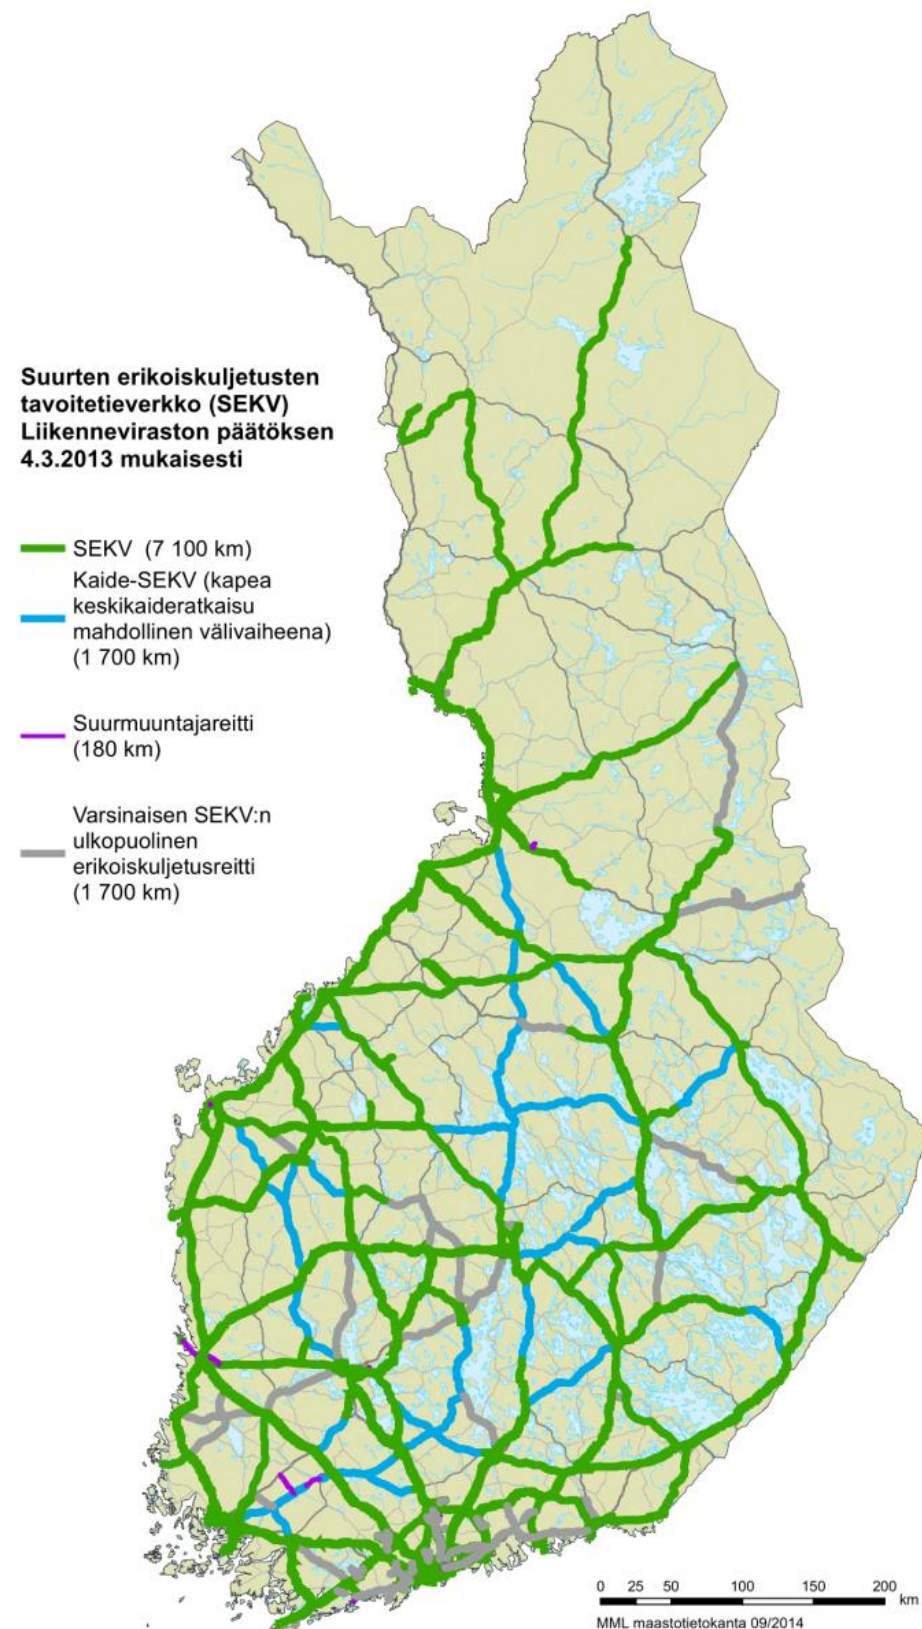 Suurten erikoiskuljetusten
tavoitetieverkko (SEKV)
Liikenneviraston päätöksen
4.3.2013 mukaisesti
SEKV (7 100 km)
Kaide-SEKV (kapea
keskikaideratkaisu
mahdollinen välivaiheena)
(1 700 km)
Suurmuuntajareitti
(180 km)
Varsinaisen SEKV:n
ulkopuolinen
erikoiskuljetusreitti
(1 700 km)
0 25 50 100 150 200
km
MML maastotietokanta 09/2014